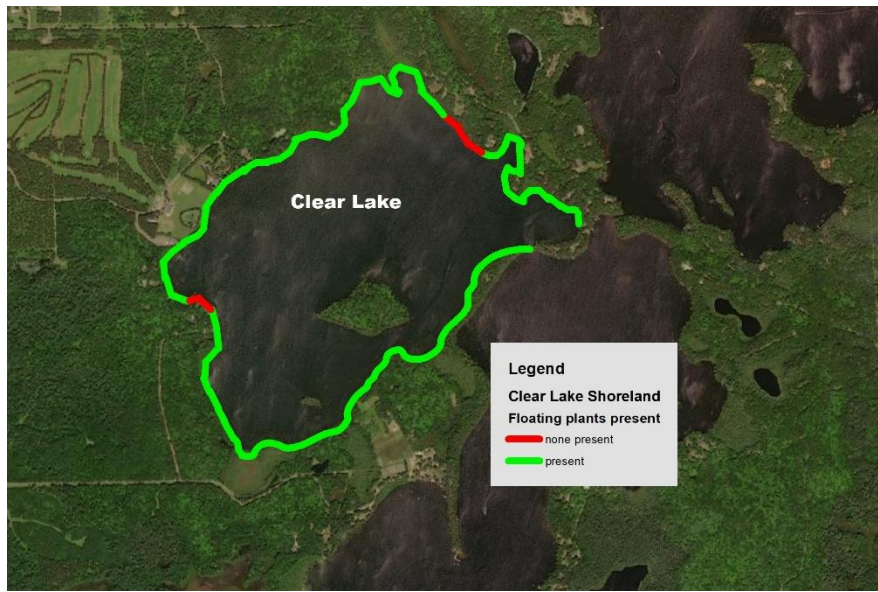 Clear Lake
Legend
Clear Lake Shoreland
Floating plants present
none present
present